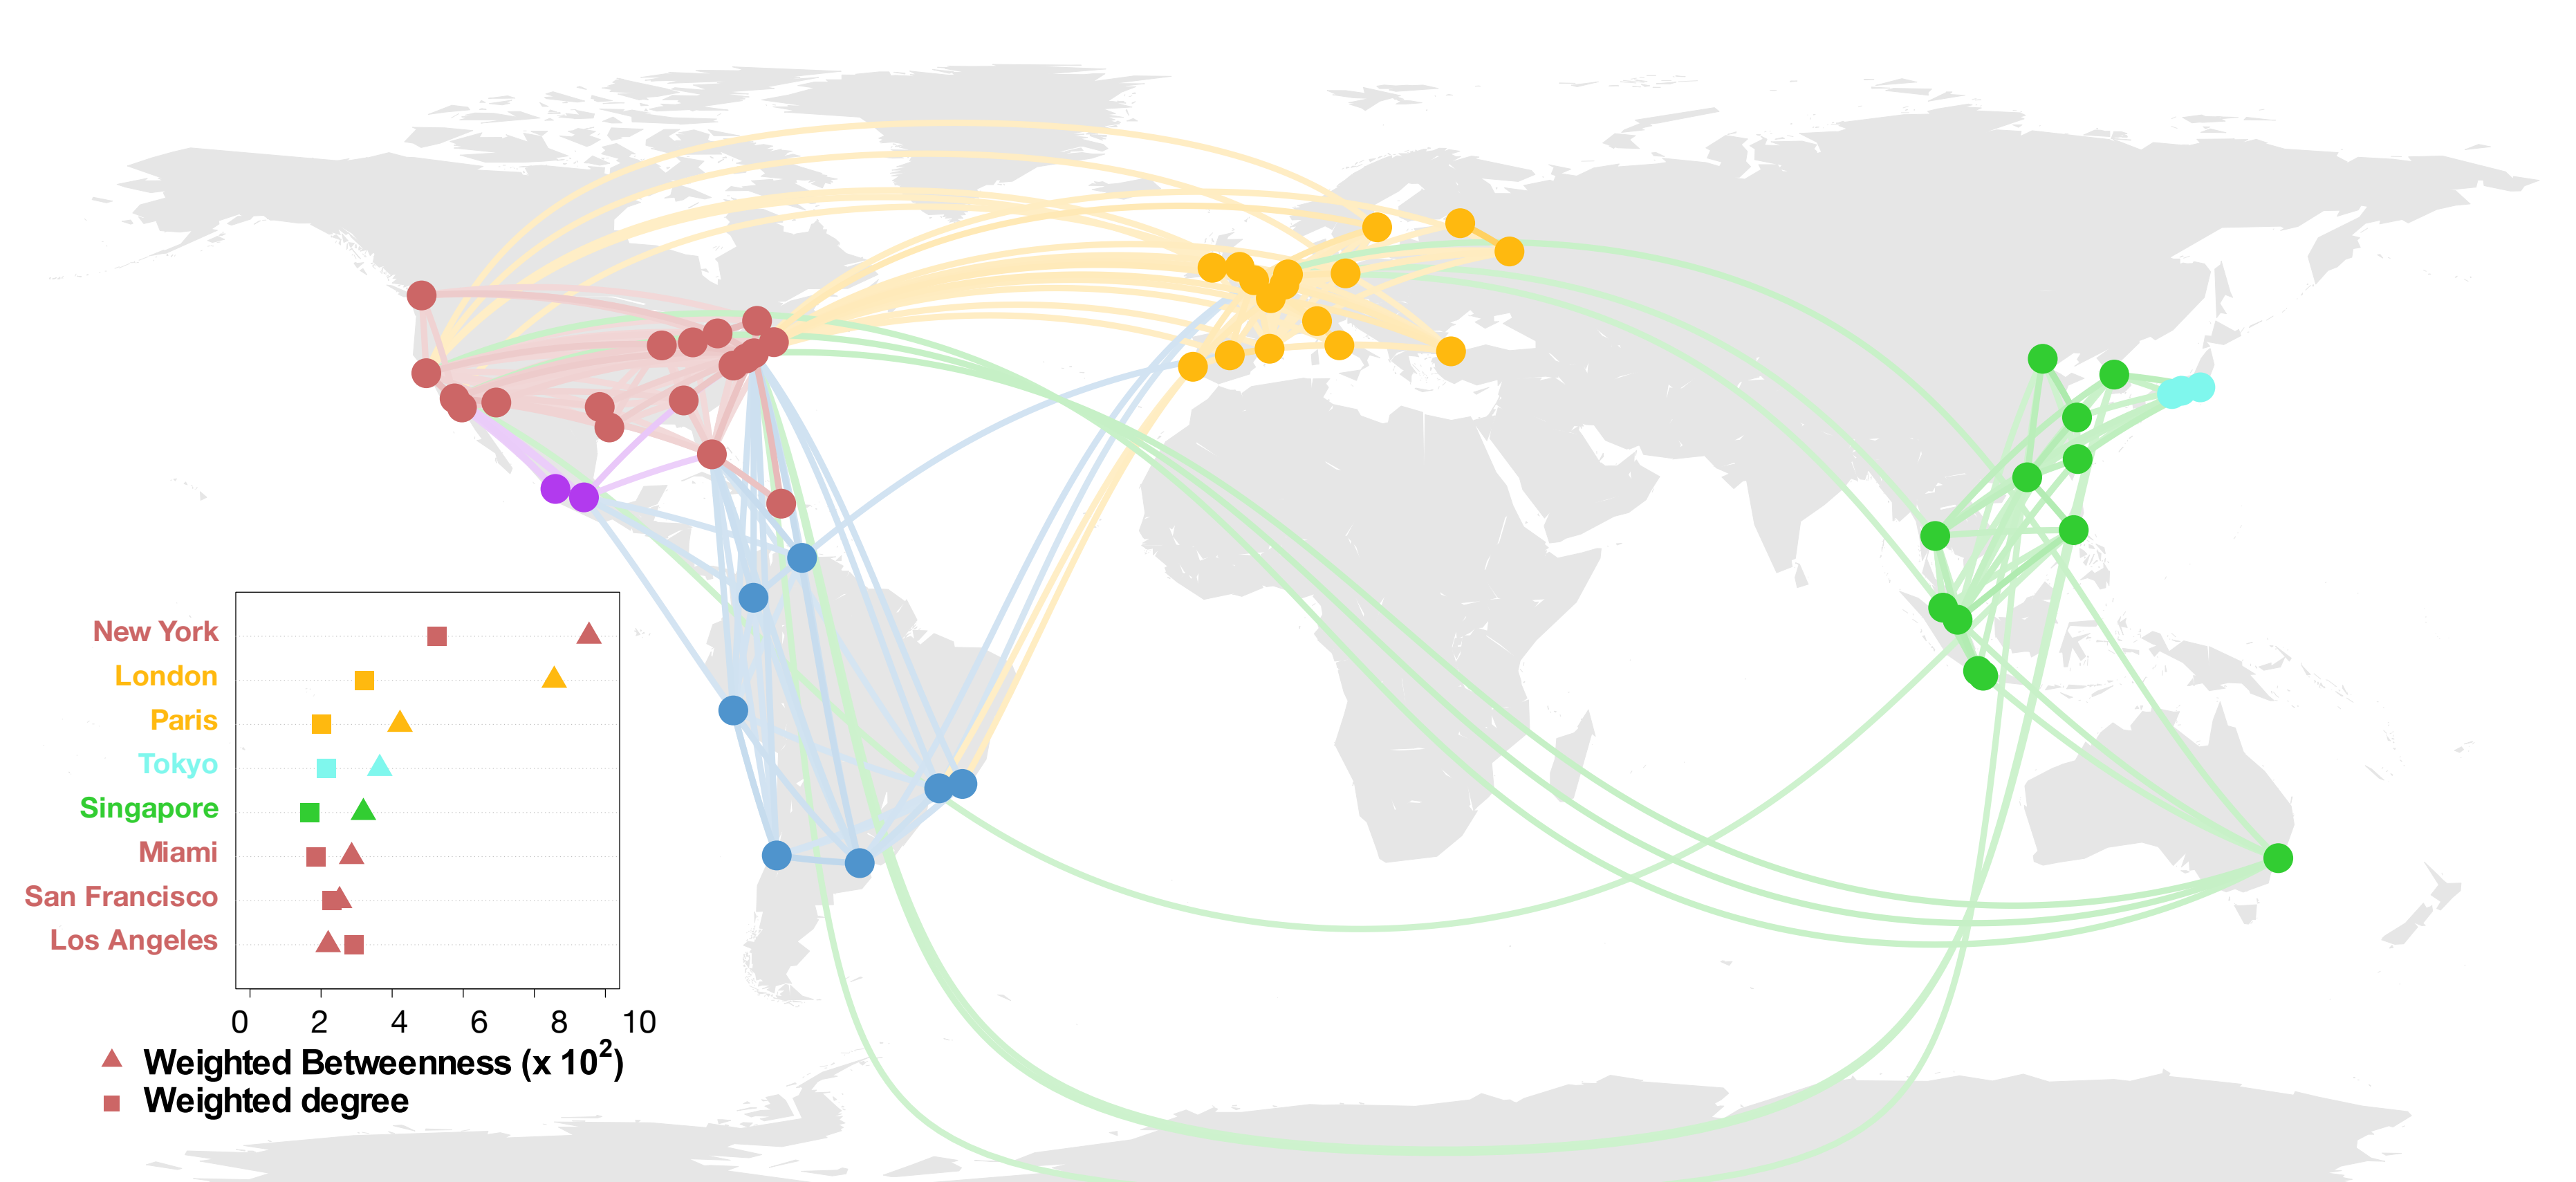 New York
London
Paris
Tokyo
Singapore
Miami
San Francisco
Los Angeles
0 2 4 6 8 10
Weighted Betweenness (x 10²)
Weighted degree